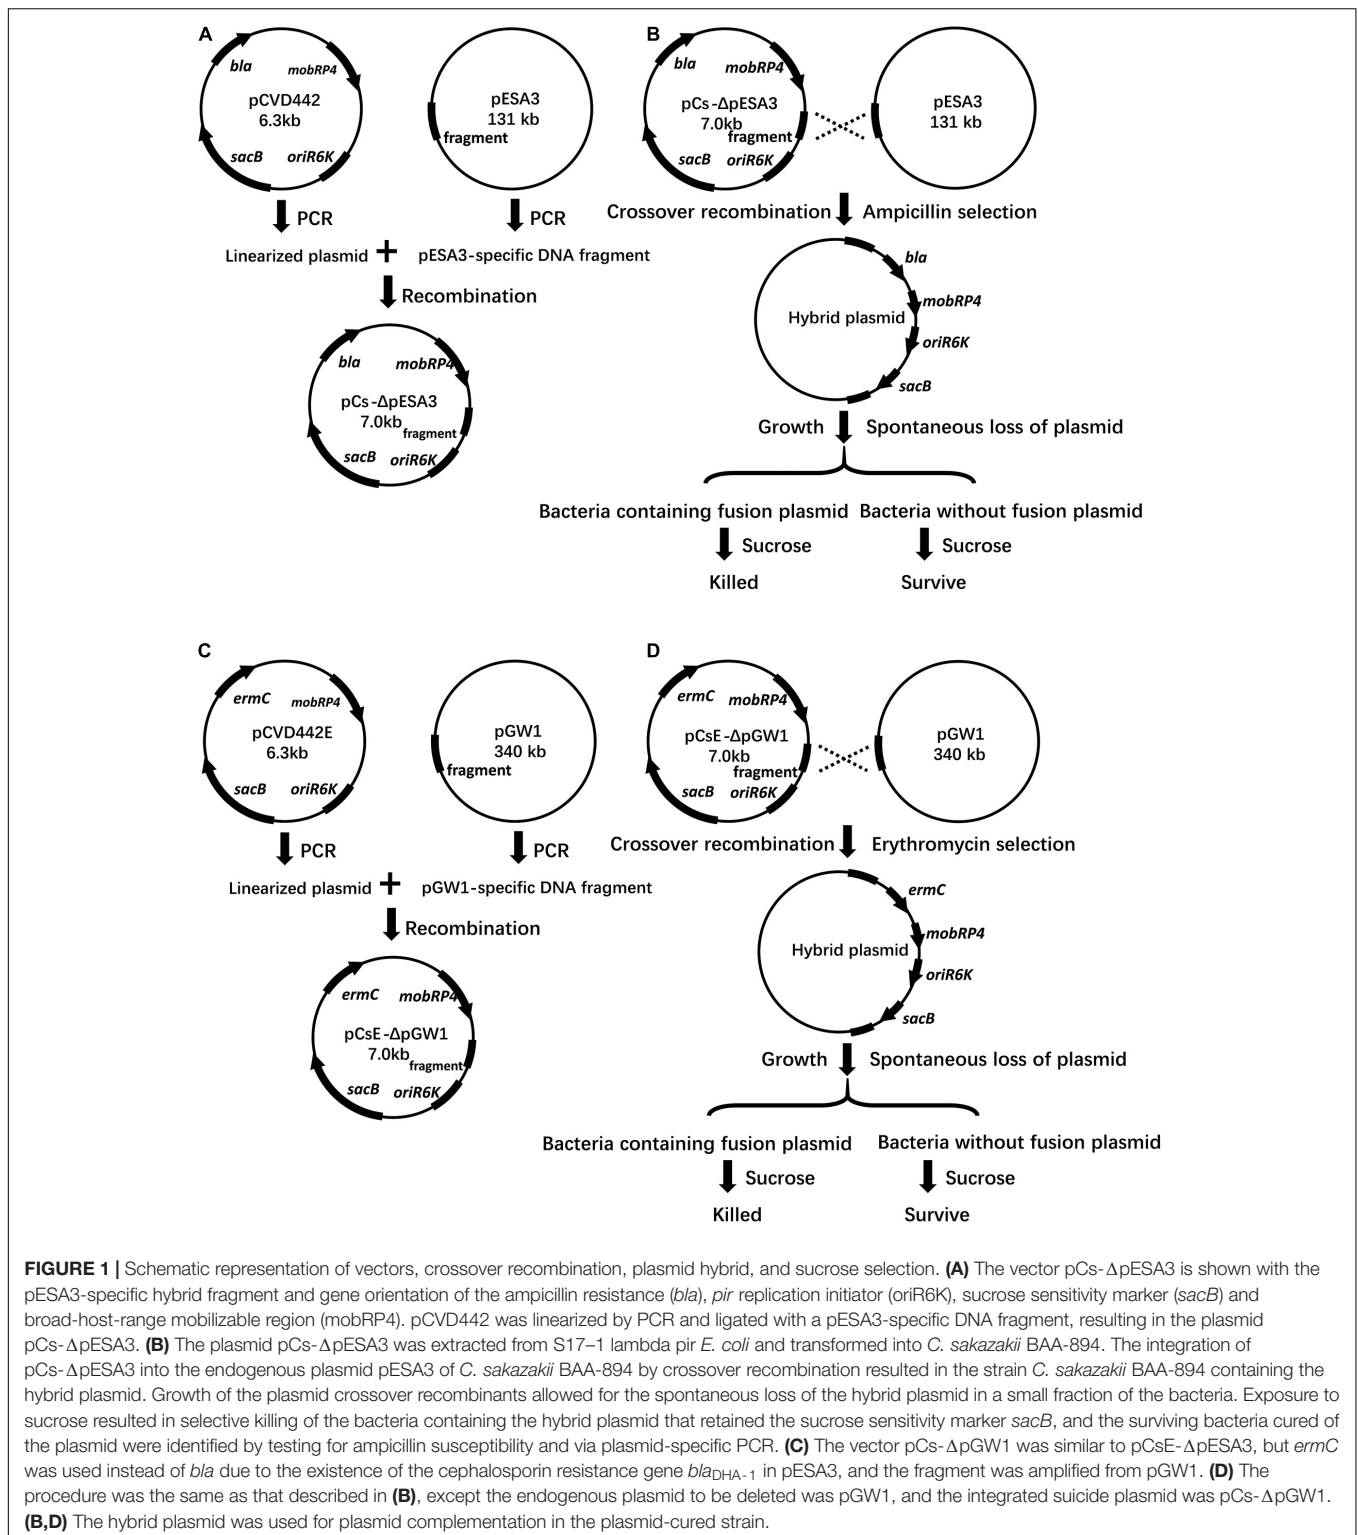 A
bla
mobRP4
pCVD442
6.3kb
sacB oriR6K
pESA3
131 kb
fragment
PCR
PCR
Linearized plasmid + pESA3-specific DNA fragment
Recombination
bla
mobRP4
pCs-ΔpESA3
7.0kb
fragment
sacB oriR6K
B
bla
mobRP4
pCs-ΔpESA3
7.0kb
fragment
sacB oriR6K
pESA3
131 kb
Crossover recombination Ampicillin selection
bla
mobRP4
Hybrid plasmid
oriR6K
sacB
Growth Spontaneous loss of plasmid
Bacteria containing fusion plasmid Bacteria without fusion plasmid
Sucrose Sucrose
Killed Survive
C
ermC
mobRP4
pCVD442E
6.3kb
sacB oriR6K
pGW1
340 kb
fragment
PCR
PCR
Linearized plasmid + pGW1-specific DNA fragment
Recombination
ermC
mobRP4
pCsE-ΔpGW1
7.0kb
fragment
sacB oriR6K
D
ermC
mobRP4
pCsE-ΔpGW1
7.0kb
fragment
sacB oriR6K
pGW1
340 kb
Crossover recombination Erythromycin selection
ermC
mobRP4
Hybrid plasmid
oriR6K
sacB
Growth Spontaneous loss of plasmid
Bacteria containing fusion plasmid Bacteria without fusion plasmid
Sucrose Sucrose
Killed Survive
FIGURE 1 | Schematic representation of vectors, crossover recombination, plasmid hybrid, and sucrose selection. (A) The vector pCs-ΔpESA3 is shown with the
pESA3-specific hybrid fragment and gene orientation of the ampicillin resistance (bla), pir replication initiator (oriR6K), sucrose sensitivity marker (sacB) and
broad-host-range mobilizable region (mobRP4). pCVD442 was linearized by PCR and ligated with a pESA3-specific DNA fragment, resulting in the plasmid
pCs-ΔpESA3. (B) The plasmid pCs-ΔpESA3 was extracted from S17–1 lambda pir E. coli and transformed into C. sakazakii BAA-894. The integration of
pCs-ΔpESA3 into the endogenous plasmid pESA3 of C. sakazakii BAA-894 by crossover recombination resulted in the strain C. sakazakii BAA-894 containing the
hybrid plasmid. Growth of the plasmid crossover recombinants allowed for the spontaneous loss of the hybrid plasmid in a small fraction of the bacteria. Exposure to
sucrose resulted in selective killing of the bacteria containing the hybrid plasmid that retained the sucrose sensitivity marker sacB, and the surviving bacteria cured of
the plasmid were identified by testing for ampicillin susceptibility and via plasmid-specific PCR. (C) The vector pCs-ΔpGW1 was similar to pCsE-ΔpESA3, but ermC
was used instead of bla due to the existence of the cephalosporin resistance gene blaDHA-1 in pESA3, and the fragment was amplified from pGW1. (D) The
procedure was the same as that described in (B), except the endogenous plasmid to be deleted was pGW1, and the integrated suicide plasmid was pCs-ΔpGW1.
(B,D) The hybrid plasmid was used for plasmid complementation in the plasmid-cured strain.